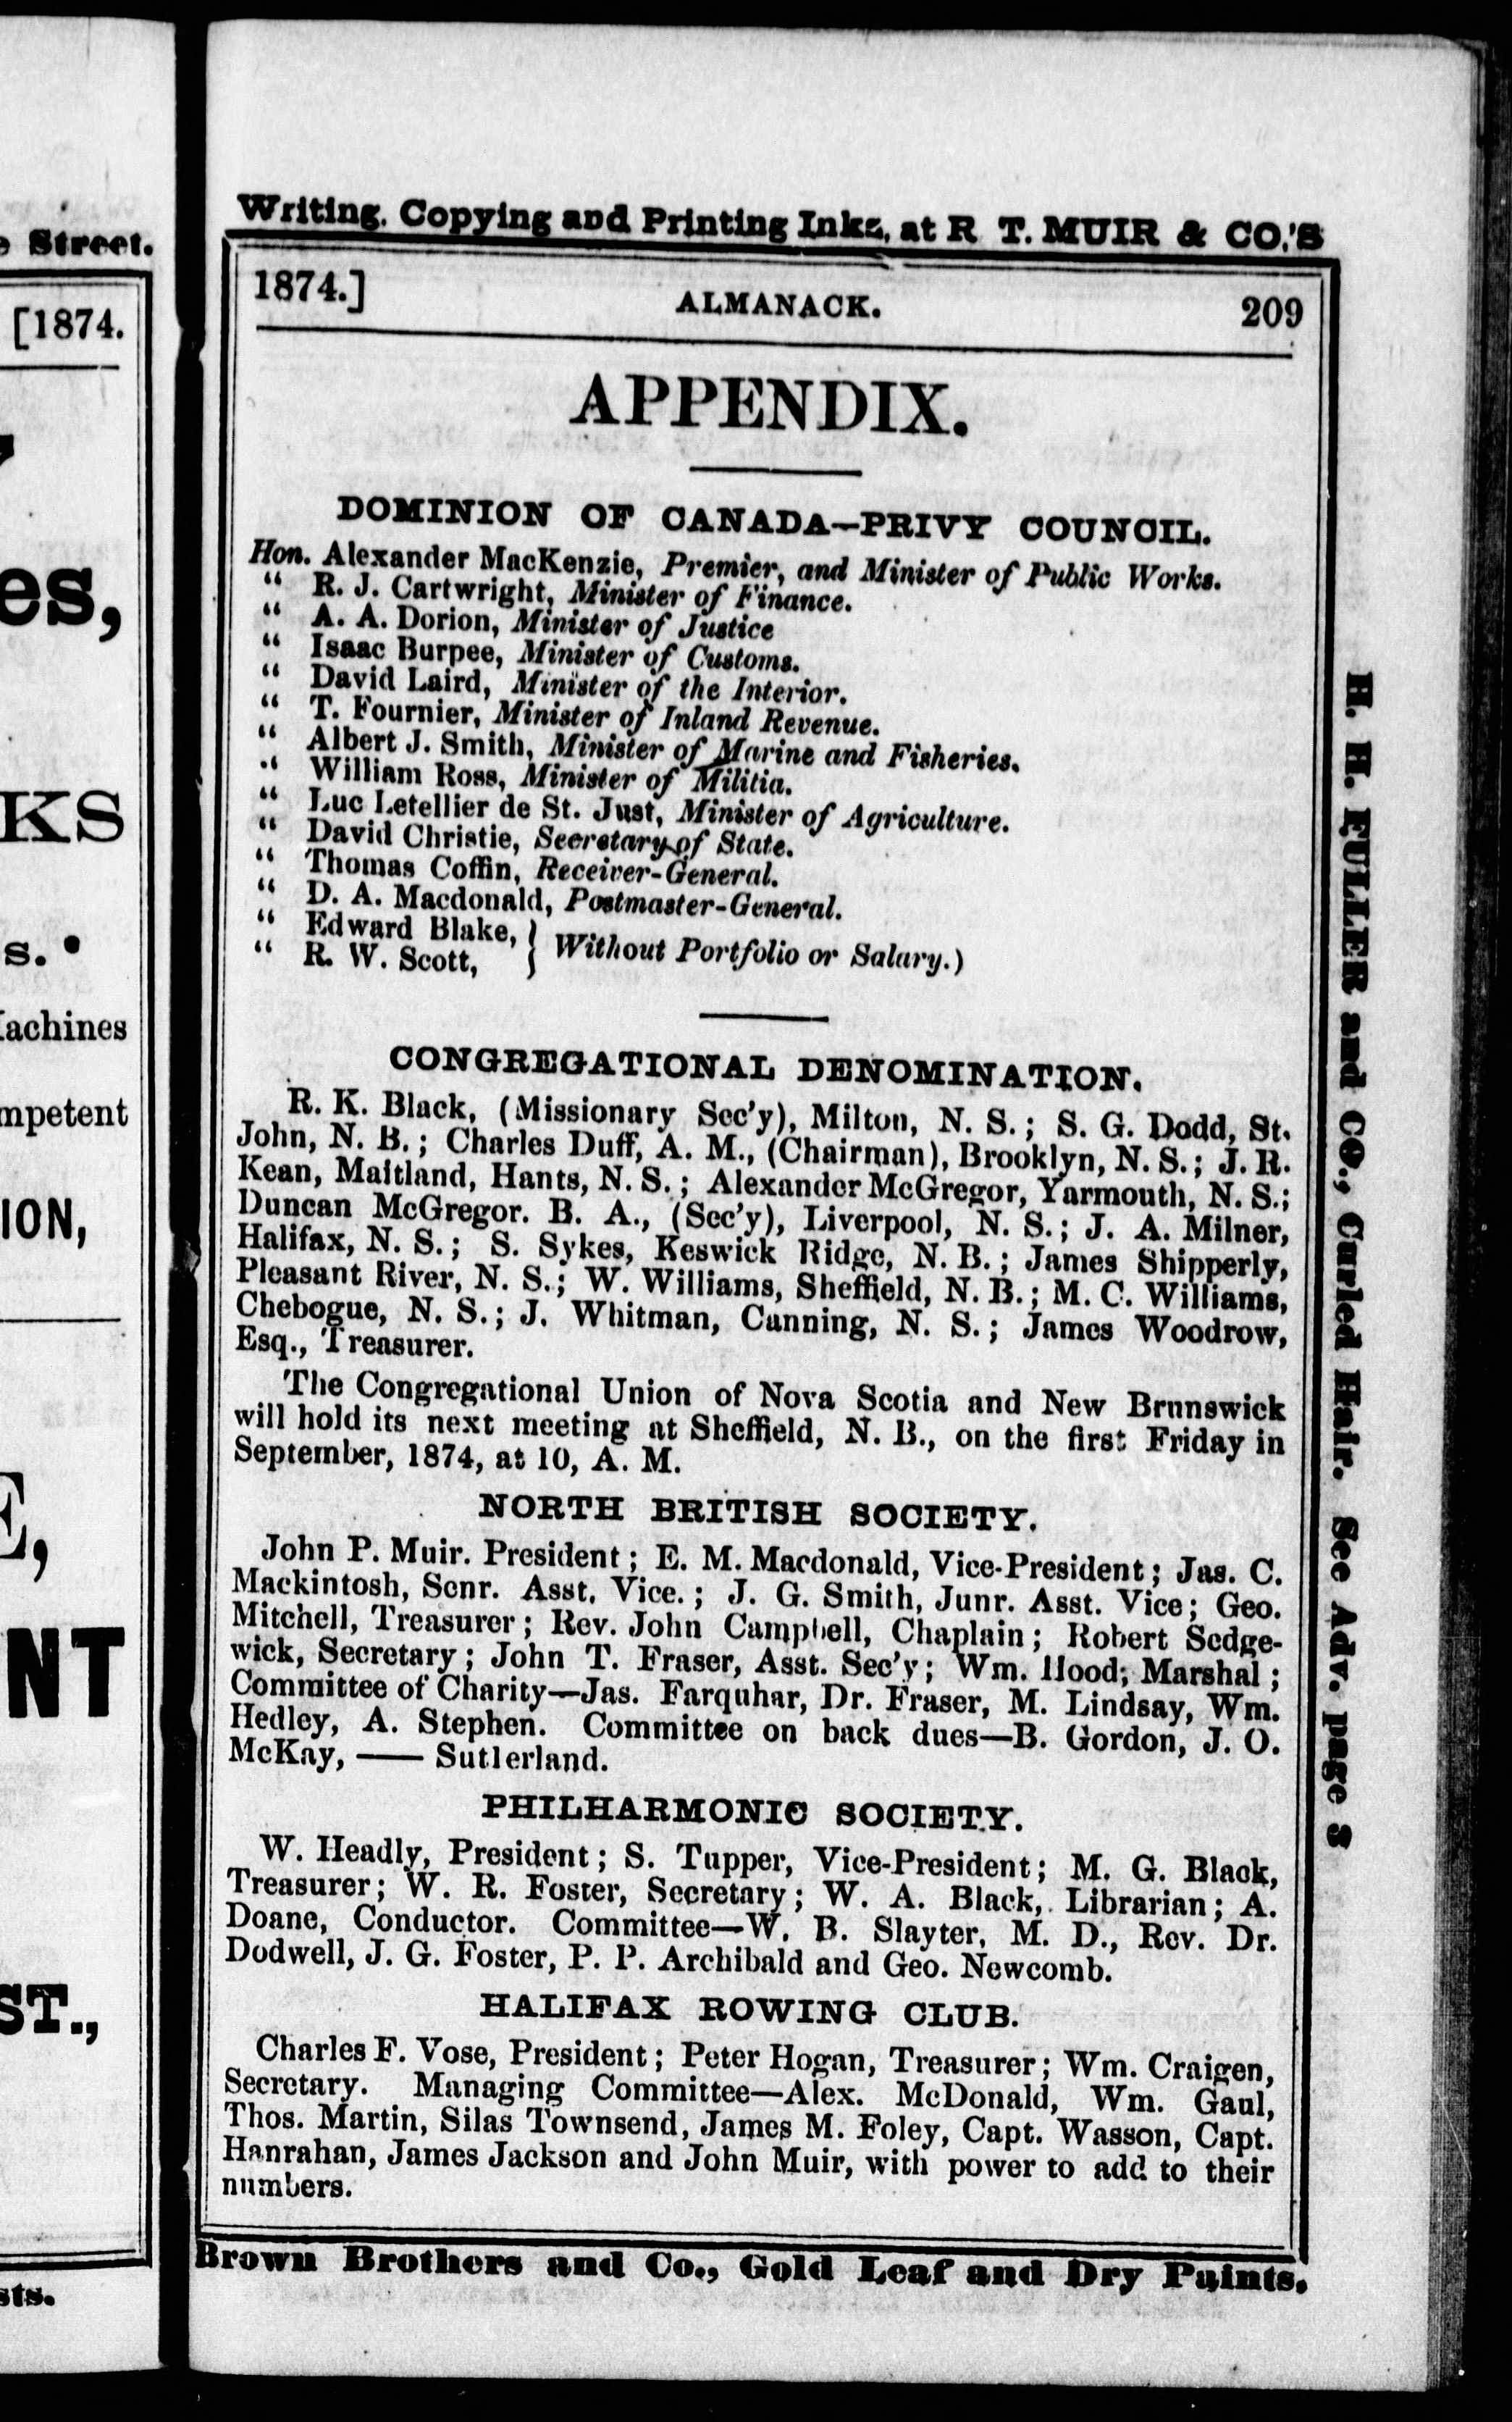 Street.
[1874.
es,
KS
s.
achines
mpetent
ION,
E,
NT
ST.,
sts.
Writing, Copying and Printing Inks, at R T. MUIR & CO.'S
1874.] ALMANACK. 209
APPENDIX.
DOMINION OF CANADA—PRIVY COUNCIL.
Hon. Alexander MacKenzie, Premier, and Minister of Public Works.
“ R. J. Cartwright, Minister of Finance.
“ A. A. Dorion, Minister of Justice
“ Isaac Burpee, Minister of Customs.
“ David Laird, Minister of the Interior.
“ T. Fournier, Minister of Inland Revenue.
“ Albert J. Smith, Minister of Marine and Fisheries.
“ William Ross, Minister of Militia.
“ Luc Letellier de St. Just, Minister of Agriculture.
“ David Christie, Secretary of State.
“ Thomas Coffin, Receiver-General.
“ D. A. Macdonald, Postmaster-General.
“ Edward Blake, } Without Portfolio or Salary.)
“ R. W. Scott,
CONGREGATIONAL DENOMINATION.
R. K. Black, (Missionary Sec'y), Milton, N. S.; S. G. Dodd, St.
John, N. B.; Charles Duff, A. M., (Chairman), Brooklyn, N. S.; J. R.
Kean, Maitland, Hants, N. S.; Alexander McGregor, Yarmouth, N. S.;
Duncan McGregor. B. A., (Sec'y), Liverpool, N. S.; J. A. Milner,
Halifax, N. S.; S. Sykes, Keswick Ridge, N. B.; James Shipperly,
Pleasant River, N. S.; W. Williams, Sheffield, N. B.; M. C. Williams,
Chebogue, N. S.; J. Whitman, Canning, N. S.; James Woodrow,
Esq., Treasurer.
The Congregational Union of Nova Scotia and New Brunswick
will hold its next meeting at Sheffield, N. B., on the first Friday in
September, 1874, at 10, A. M.
NORTH BRITISH SOCIETY.
John P. Muir. President; E. M. Macdonald, Vice-President; Jas. C.
Mackintosh, Senr. Asst. Vice.; J. G. Smith, Junr. Asst. Vice; Geo.
Mitchell, Treasurer; Rev. John Campbell, Chaplain; Robert Sedge-
wick, Secretary; John T. Fraser, Asst. Sec'y; Wm. Hood; Marshal;
Committee of Charity—Jas. Farquhar, Dr. Fraser, M. Lindsay, Wm.
Hedley, A. Stephen. Committee on back dues—B. Gordon, J. O.
McKay, —— Sutherland.
PHILHARMONIC SOCIETY.
W. Headly, President; S. Tupper, Vice-President; M. G. Black,
Treasurer; W. R. Foster, Secretary; W. A. Black, Librarian; A.
Doane, Conductor. Committee—W. B. Slayter, M. D., Rev. Dr.
Dodwell, J. G. Foster, P. P. Archibald and Geo. Newcomb.
HALIFAX ROWING CLUB.
Charles F. Vose, President; Peter Hogan, Treasurer; Wm. Craigen,
Secretary. Managing Committee—Alex. McDonald, Wm. Gaul,
Thos. Martin, Silas Townsend, James M. Foley, Capt. Wasson, Capt.
Hanrahan, James Jackson and John Muir, with power to add to their
numbers.
Brown Brothers and Co., Gold Leaf and Dry Paints.
H. H. FULLER and CO., Curled Hair. See Adv. page 8